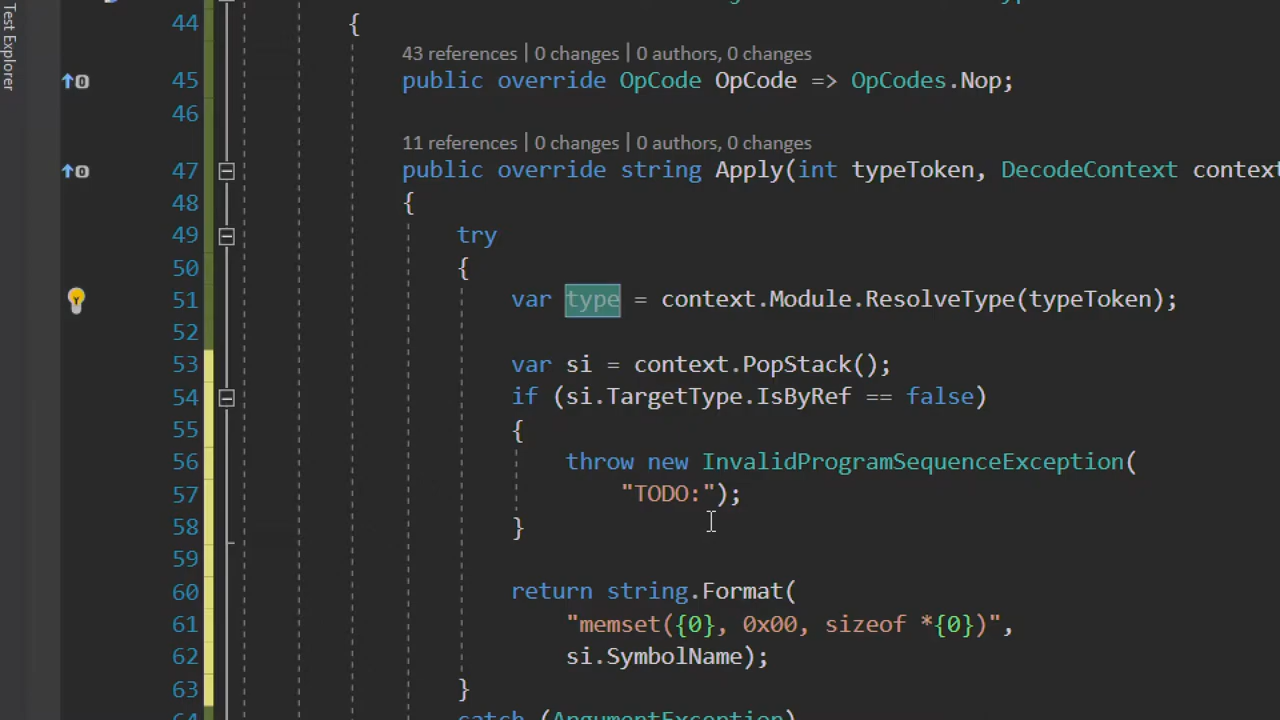 Test Explorer
44 {
43 references | 0 changes | 0 authors, 0 changes
45 public override OpCode OpCode => OpCodes.Nop;
46
11 references | 0 changes | 0 authors, 0 changes
47 public override string Apply(int typeToken, DecodeContext context
48 {
49 try
50 {
51 var type = context.Module.ResolveType(typeToken);
52
53 var si = context.PopStack();
54 if (si.TargetType.IsByRef == false)
55 {
56 throw new InvalidProgramSequenceException(
57 "TODO:");
58 }
59
60 return string.Format(
61 "memset({0}, 0x00, sizeof *{0})",
62 si.SymbolName);
63 }
64 catch (ArgumentException)